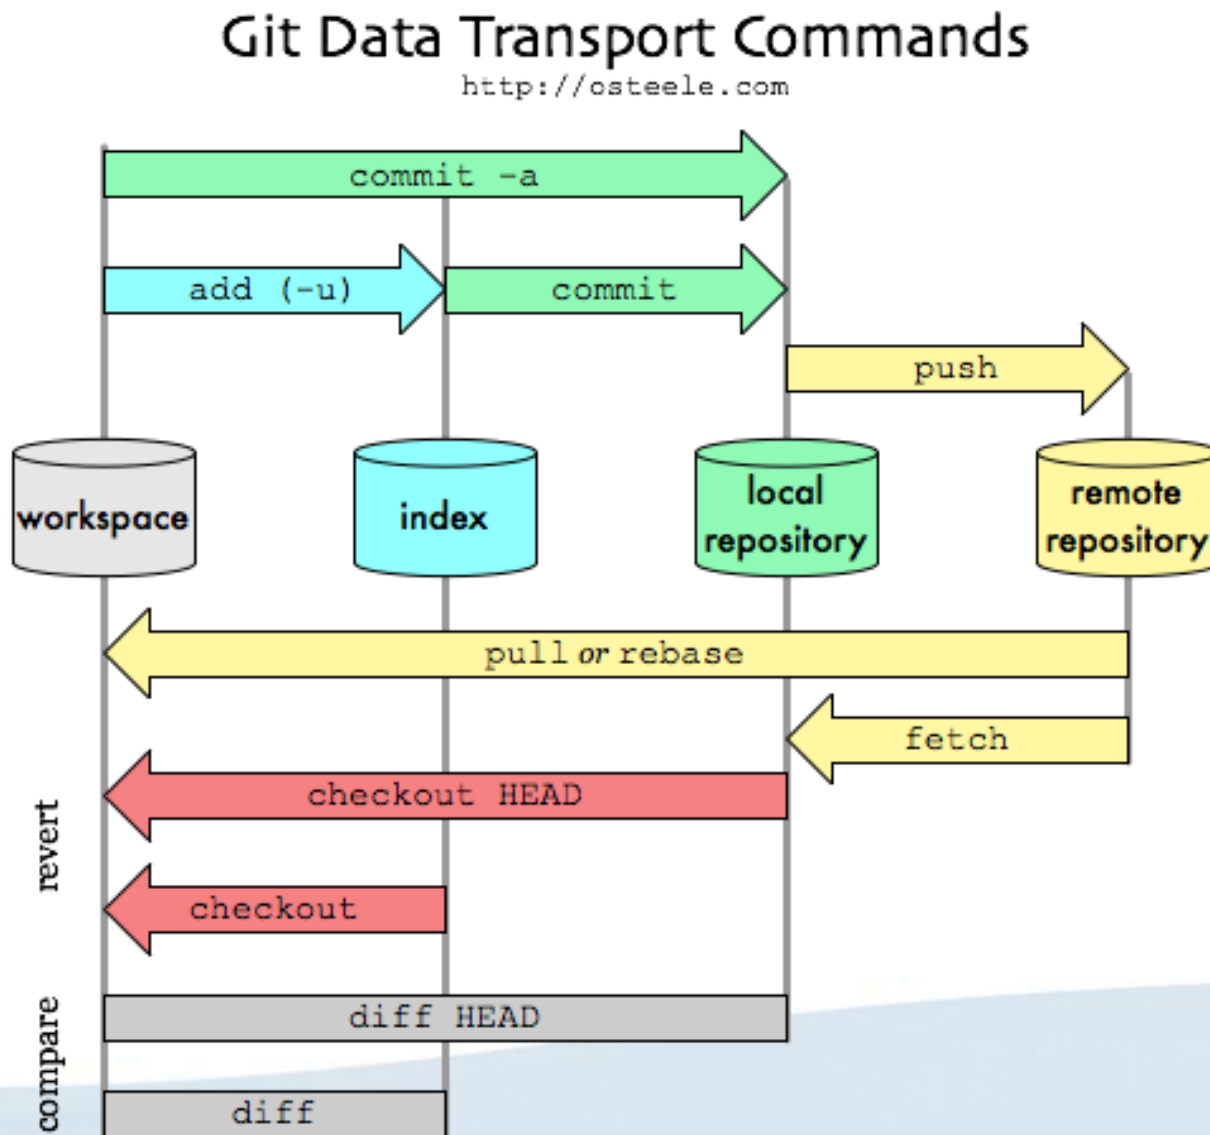 Git Data Transport Commands
http://osteele.com
commit -a
add (-u)
commit
push
workspace
index
local
repository
remote
repository
pull or rebase
fetch
revert
checkout HEAD
checkout
compare
diff HEAD
diff